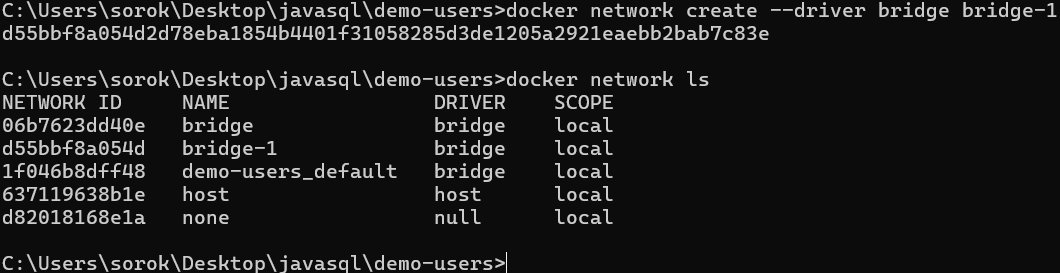 C:\Users\sorok\Desktop\javasql\demo-users>docker network create --driver bridge bridge-1
d55bbf8a054d2d78eba1854b4401f31058285d3de1205a2921eaebb2bab7c83e
C:\Users\sorok\Desktop\javasql\demo-users>docker network ls
NETWORK ID     NAME                 DRIVER    SCOPE
06b7623dd40e   bridge               bridge    local
d55bbf8a054d   bridge-1             bridge    local
1f046b8dff48   demo-users_default   bridge    local
637119638b1e   host                 host      local
d82018168e1a   none                 null      local
C:\Users\sorok\Desktop\javasql\demo-users>